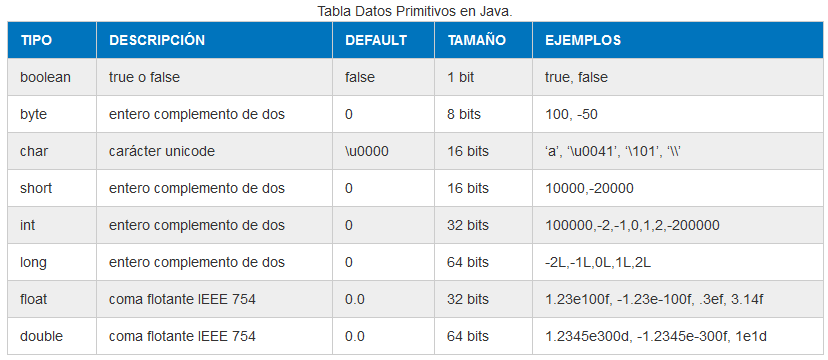 Tabla Datos Primitivos en Java.
TIPO DESCRIPCIÓN DEFAULT TAMAÑO EJEMPLOS
boolean true o false false 1 bit true, false
byte entero complemento de dos 0 8 bits 100, -50
char carácter unicode \u0000 16 bits ‘a’, ‘\u0041’, ‘\101’, ‘\\’
short entero complemento de dos 0 16 bits 10000,-20000
int entero complemento de dos 0 32 bits 100000,-2,-1,0,1,2,-200000
long entero complemento de dos 0 64 bits -2L,-1L,0L,1L,2L
float coma flotante IEEE 754 0.0 32 bits 1.23e100f, -1.23e-100f, .3ef, 3.14f
double coma flotante IEEE 754 0.0 64 bits 1.2345e300d, -1.2345e-300f, 1e1d